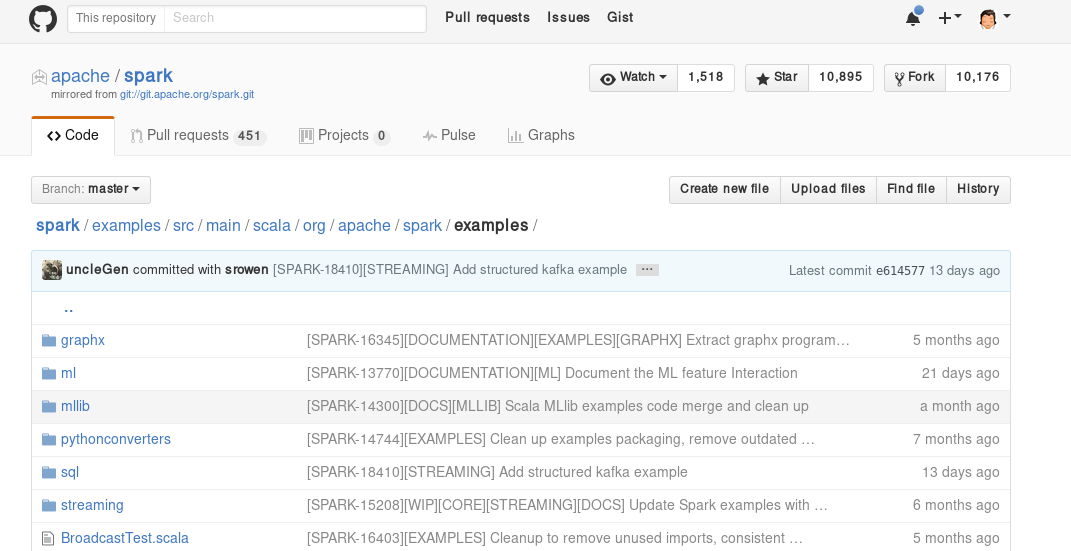 This repository Search Pull requests Issues Gist
apache / spark Watch 1,518 Star 10,895 Fork 10,176
mirrored from git://git.apache.org/spark.git
Code Pull requests 451 Projects 0 Pulse Graphs
Branch: master Create new file Upload files Find file History
spark / examples / src / main / scala / org / apache / spark / examples /
uncleGen committed with srowen [SPARK-18410][STREAMING] Add structured kafka example ... Latest commit e614577 13 days ago
..
graphx [SPARK-16345][DOCUMENTATION][EXAMPLES][GRAPHX] Extract graphx program… 5 months ago
ml [SPARK-13770][DOCUMENTATION][ML] Document the ML feature Interaction 21 days ago
mllib [SPARK-14300][DOCS][MLLIB] Scala MLlib examples code merge and clean up a month ago
pythonconverters [SPARK-14744][EXAMPLES] Clean up examples packaging, remove outdated … 7 months ago
sql [SPARK-18410][STREAMING] Add structured kafka example 13 days ago
streaming [SPARK-15208][WIP][CORE][STREAMING][DOCS] Update Spark examples with … 6 months ago
BroadcastTest.scala [SPARK-16403][EXAMPLES] Cleanup to remove unused imports, consistent … 5 months ago